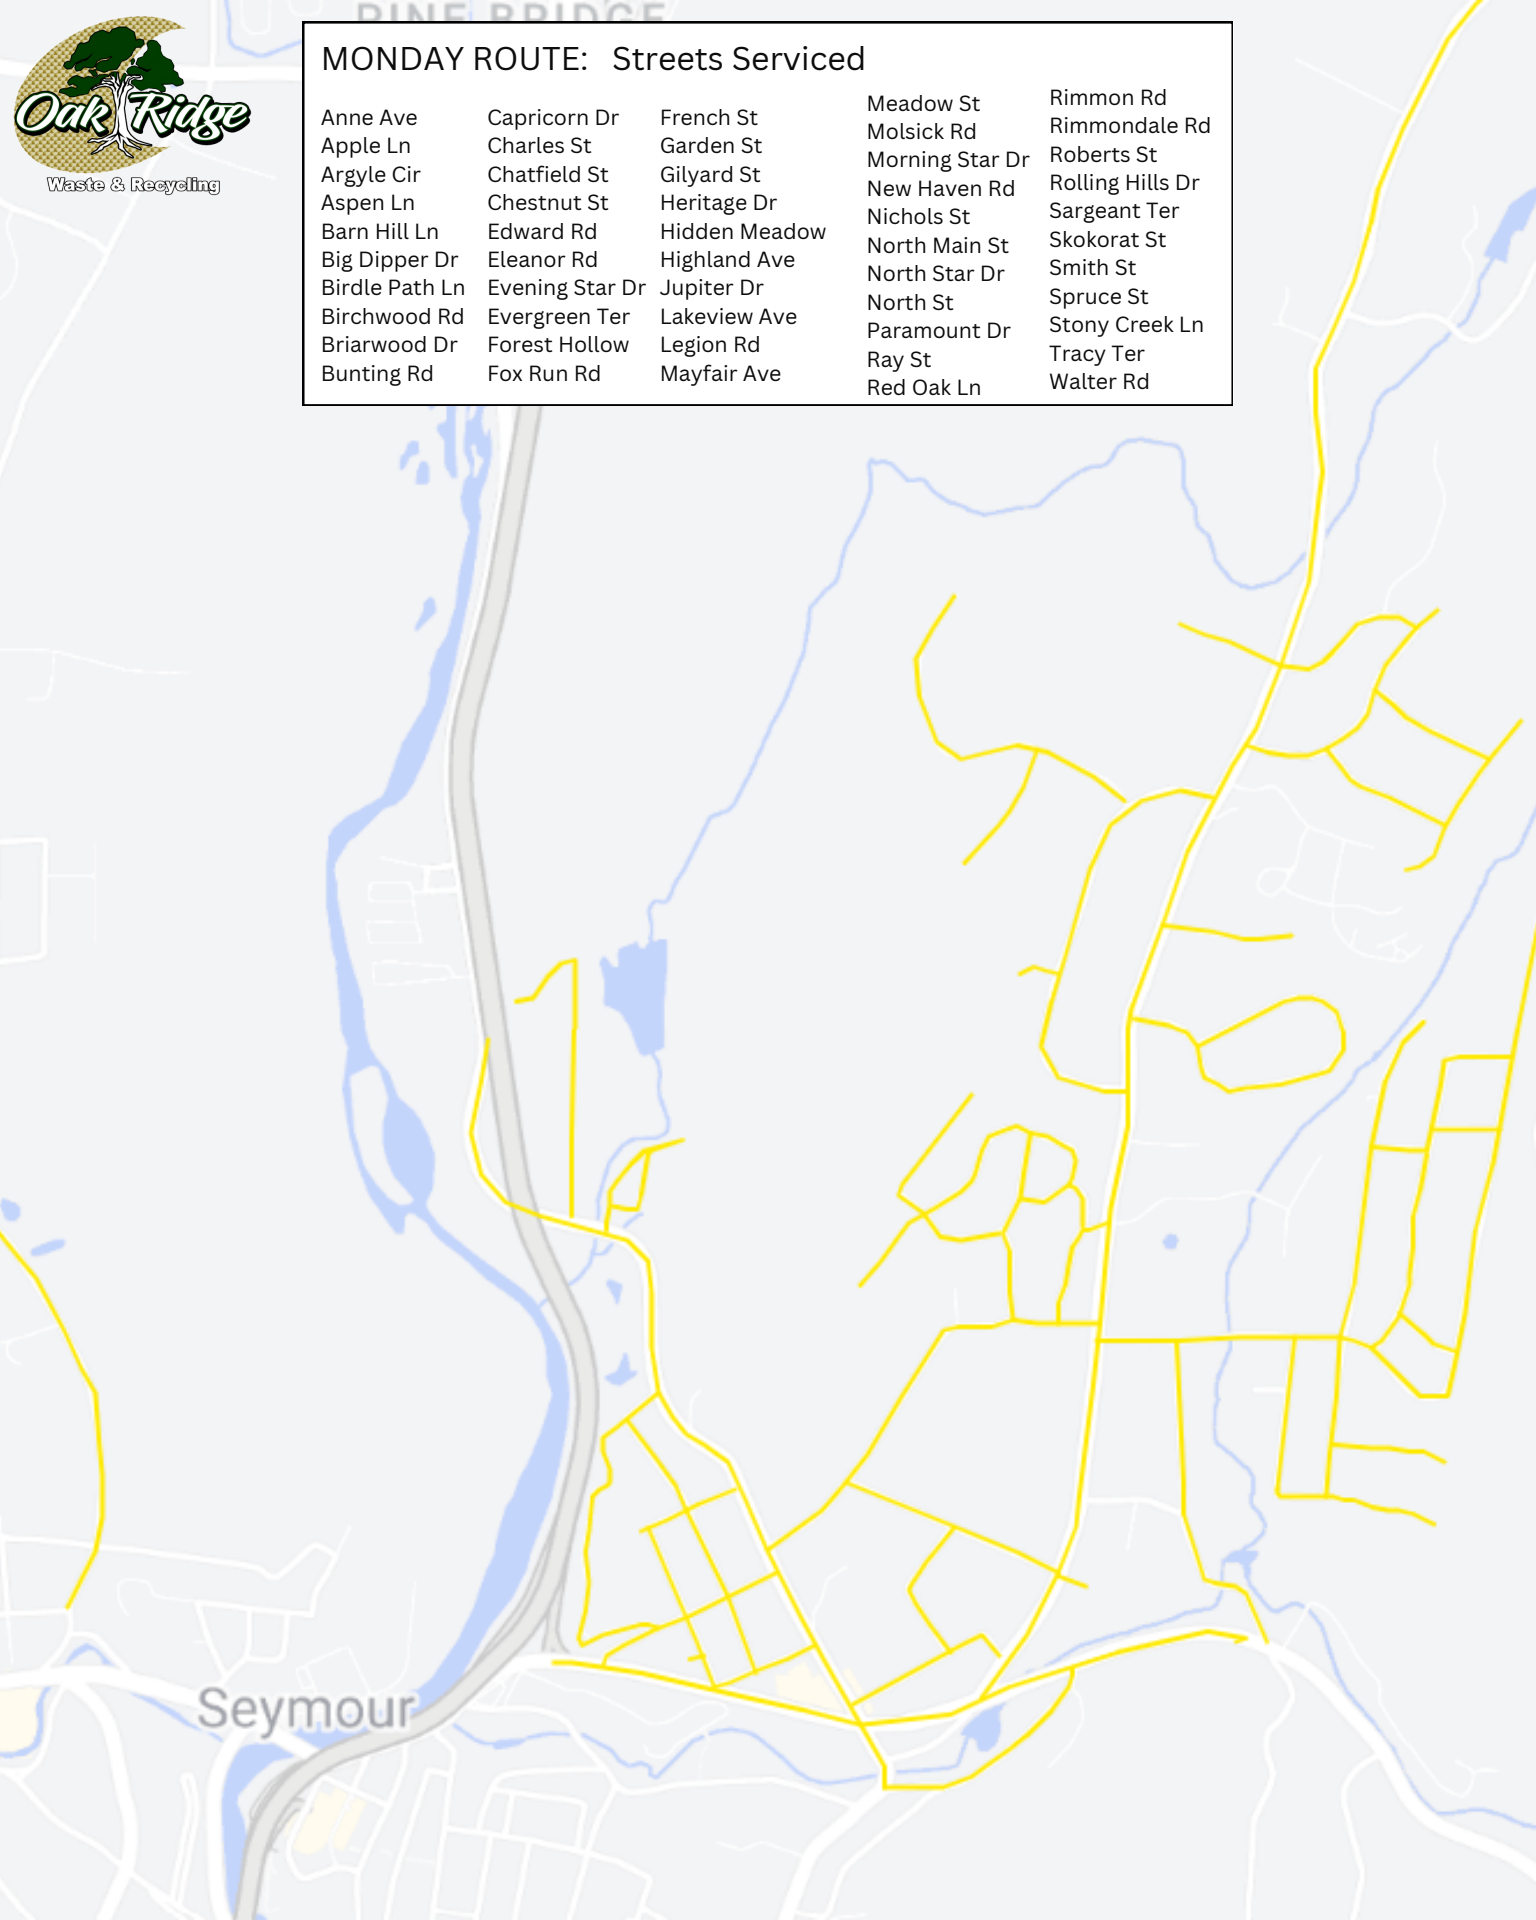 PINE BRIDGE
Oak Ridge
Waste & Recycling
MONDAY ROUTE: Streets Serviced
Anne Ave
Apple Ln
Argyle Cir
Aspen Ln
Barn Hill Ln
Big Dipper Dr
Birdle Path Ln
Birchwood Rd
Briarwood Dr
Bunting Rd
Capricorn Dr
Charles St
Chatfield St
Chestnut St
Edward Rd
Eleanor Rd
Evening Star Dr
Evergreen Ter
Forest Hollow
Fox Run Rd
French St
Garden St
Gilyard St
Heritage Dr
Hidden Meadow
Highland Ave
Jupiter Dr
Lakeview Ave
Legion Rd
Mayfair Ave
Meadow St
Molsick Rd
Morning Star Dr
New Haven Rd
Nichols St
North Main St
North Star Dr
North St
Paramount Dr
Ray St
Red Oak Ln
Rimmon Rd
Rimmondale Rd
Roberts St
Rolling Hills Dr
Sargeant Ter
Skokorat St
Smith St
Spruce St
Stony Creek Ln
Tracy Ter
Walter Rd
Seymour